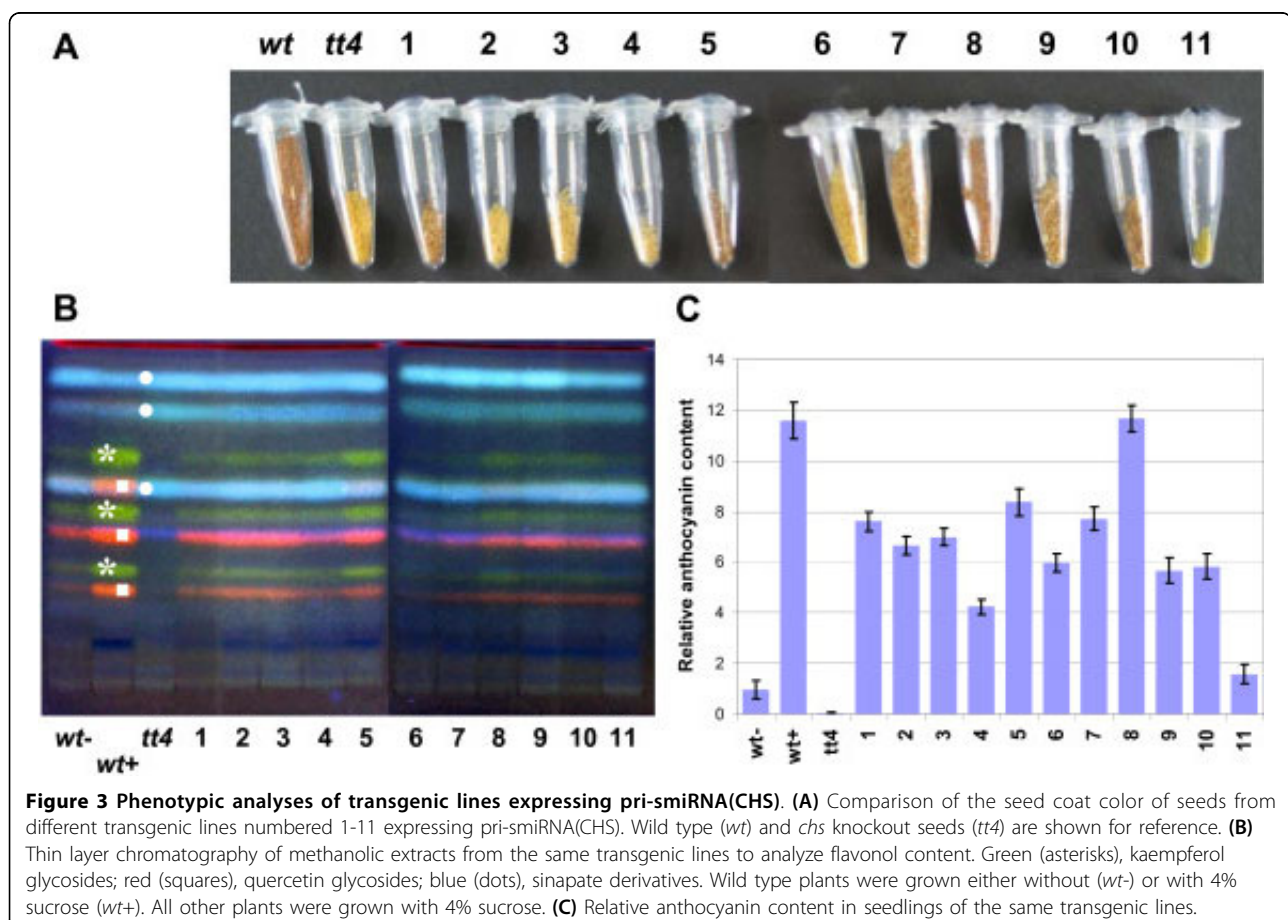 A
wt tt4 1 2 3 4 5 6 7 8 9 10 11
B
* * *
wt- wt+ tt4 1 2 3 4 5 6 7 8 9 10 11
C
Relative anthocyanin content
14
12
10
8
6
4
2
0
wt- wt+ tt4 1 2 3 4 5 6 7 8 9 10 11
Figure 3 Phenotypic analyses of transgenic lines expressing pri-smiRNA(CHS). (A) Comparison of the seed coat color of seeds from
different transgenic lines numbered 1-11 expressing pri-smiRNA(CHS). Wild type (wt) and chs knockout seeds (tt4) are shown for reference. (B)
Thin layer chromatography of methanolic extracts from the same transgenic lines to analyze flavonol content. Green (asterisks), kaempferol
glycosides; red (squares), quercetin glycosides; blue (dots), sinapate derivatives. Wild type plants were grown either without (wt-) or with 4%
sucrose (wt+). All other plants were grown with 4% sucrose. (C) Relative anthocyanin content in seedlings of the same transgenic lines.